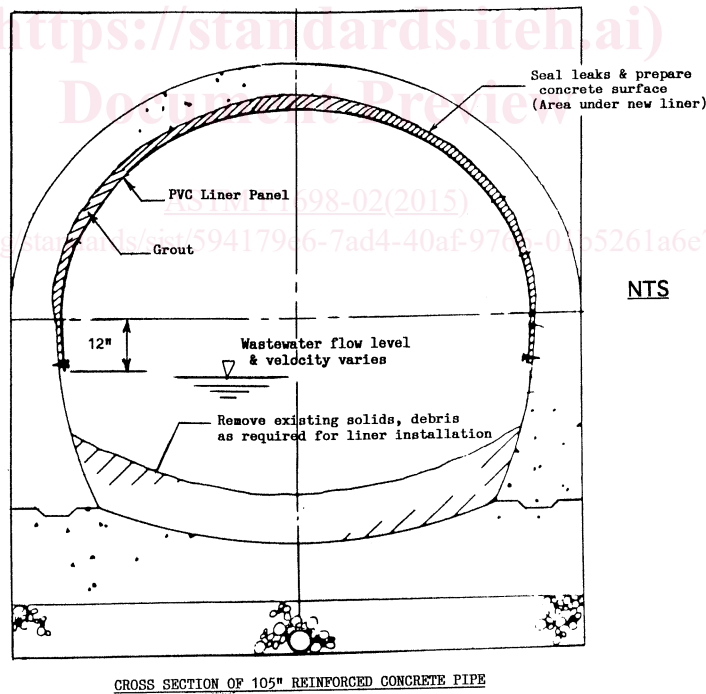 https://standards.iteh.ai)
Document Preview
Seal leaks & prepare
concrete surface
(Area under new liner)
PVC Liner Panel
ASTM F1698-02(2015)
Grout
NTS
12"
Wastewater flow level
& velocity varies
Remove existing solids, debris
as required for liner installation
CROSS SECTION OF 105" REINFORCED CONCRETE PIPE